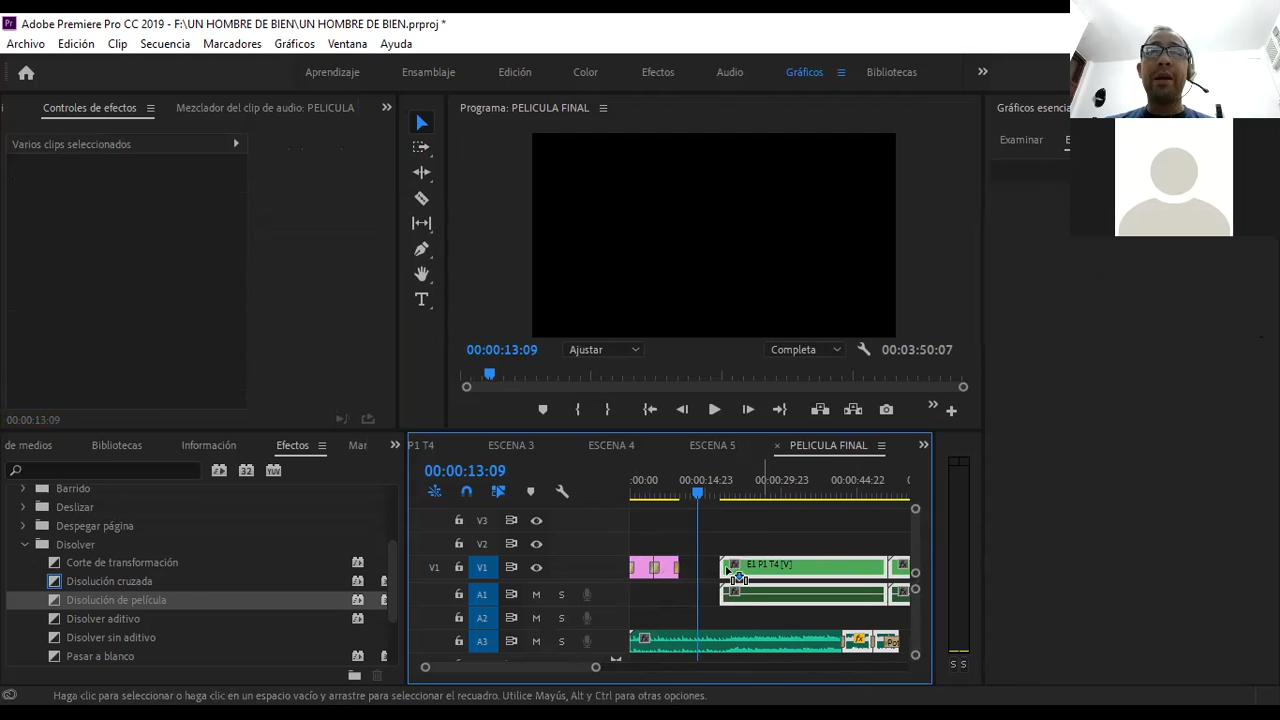 Adobe Premiere Pro CC 2019 - F:\UN HOMBRE DE BIEN\UN HOMBRE DE BIEN.prproj *
Archivo Edición Clip Secuencia Marcadores Gráficos Ventana Ayuda
Aprendizaje Ensamblaje Edición Color Efectos Audio Gráficos Bibliotecas
Controles de efectos Mezclador del clip de audio: PELICULA
Programa: PELICULA FINAL
Gráficos esencia
Varios clips seleccionados
Examinar E
00:00:13:09 Ajustar Completa 00:03:50:07
00:00:13:09
de medios Bibliotecas Información Efectos Mar
P1 T4 ESCENA 3 ESCENA 4 ESCENA 5 PELICULA FINAL
00:00:13:09
:00:00 00:00:14:23 00:00:29:23 00:00:44:22 0
32 YUV
Barrido
Deslizar
Despegar página
Disolver
Corte de transformación
Disolución cruzada
Disolución de película
Disolver aditivo
Disolver sin aditivo
Pasar a blanco
V3
V2
V1 V1 E1 P1 T4 [V]
A1 M S
A2 M S
A3 M S fx Pot
S S
Haga clic para seleccionar o haga clic en un espacio vacío y arrastre para seleccionar el recuadro. Utilice Mayús, Alt y Ctrl para otras opciones.